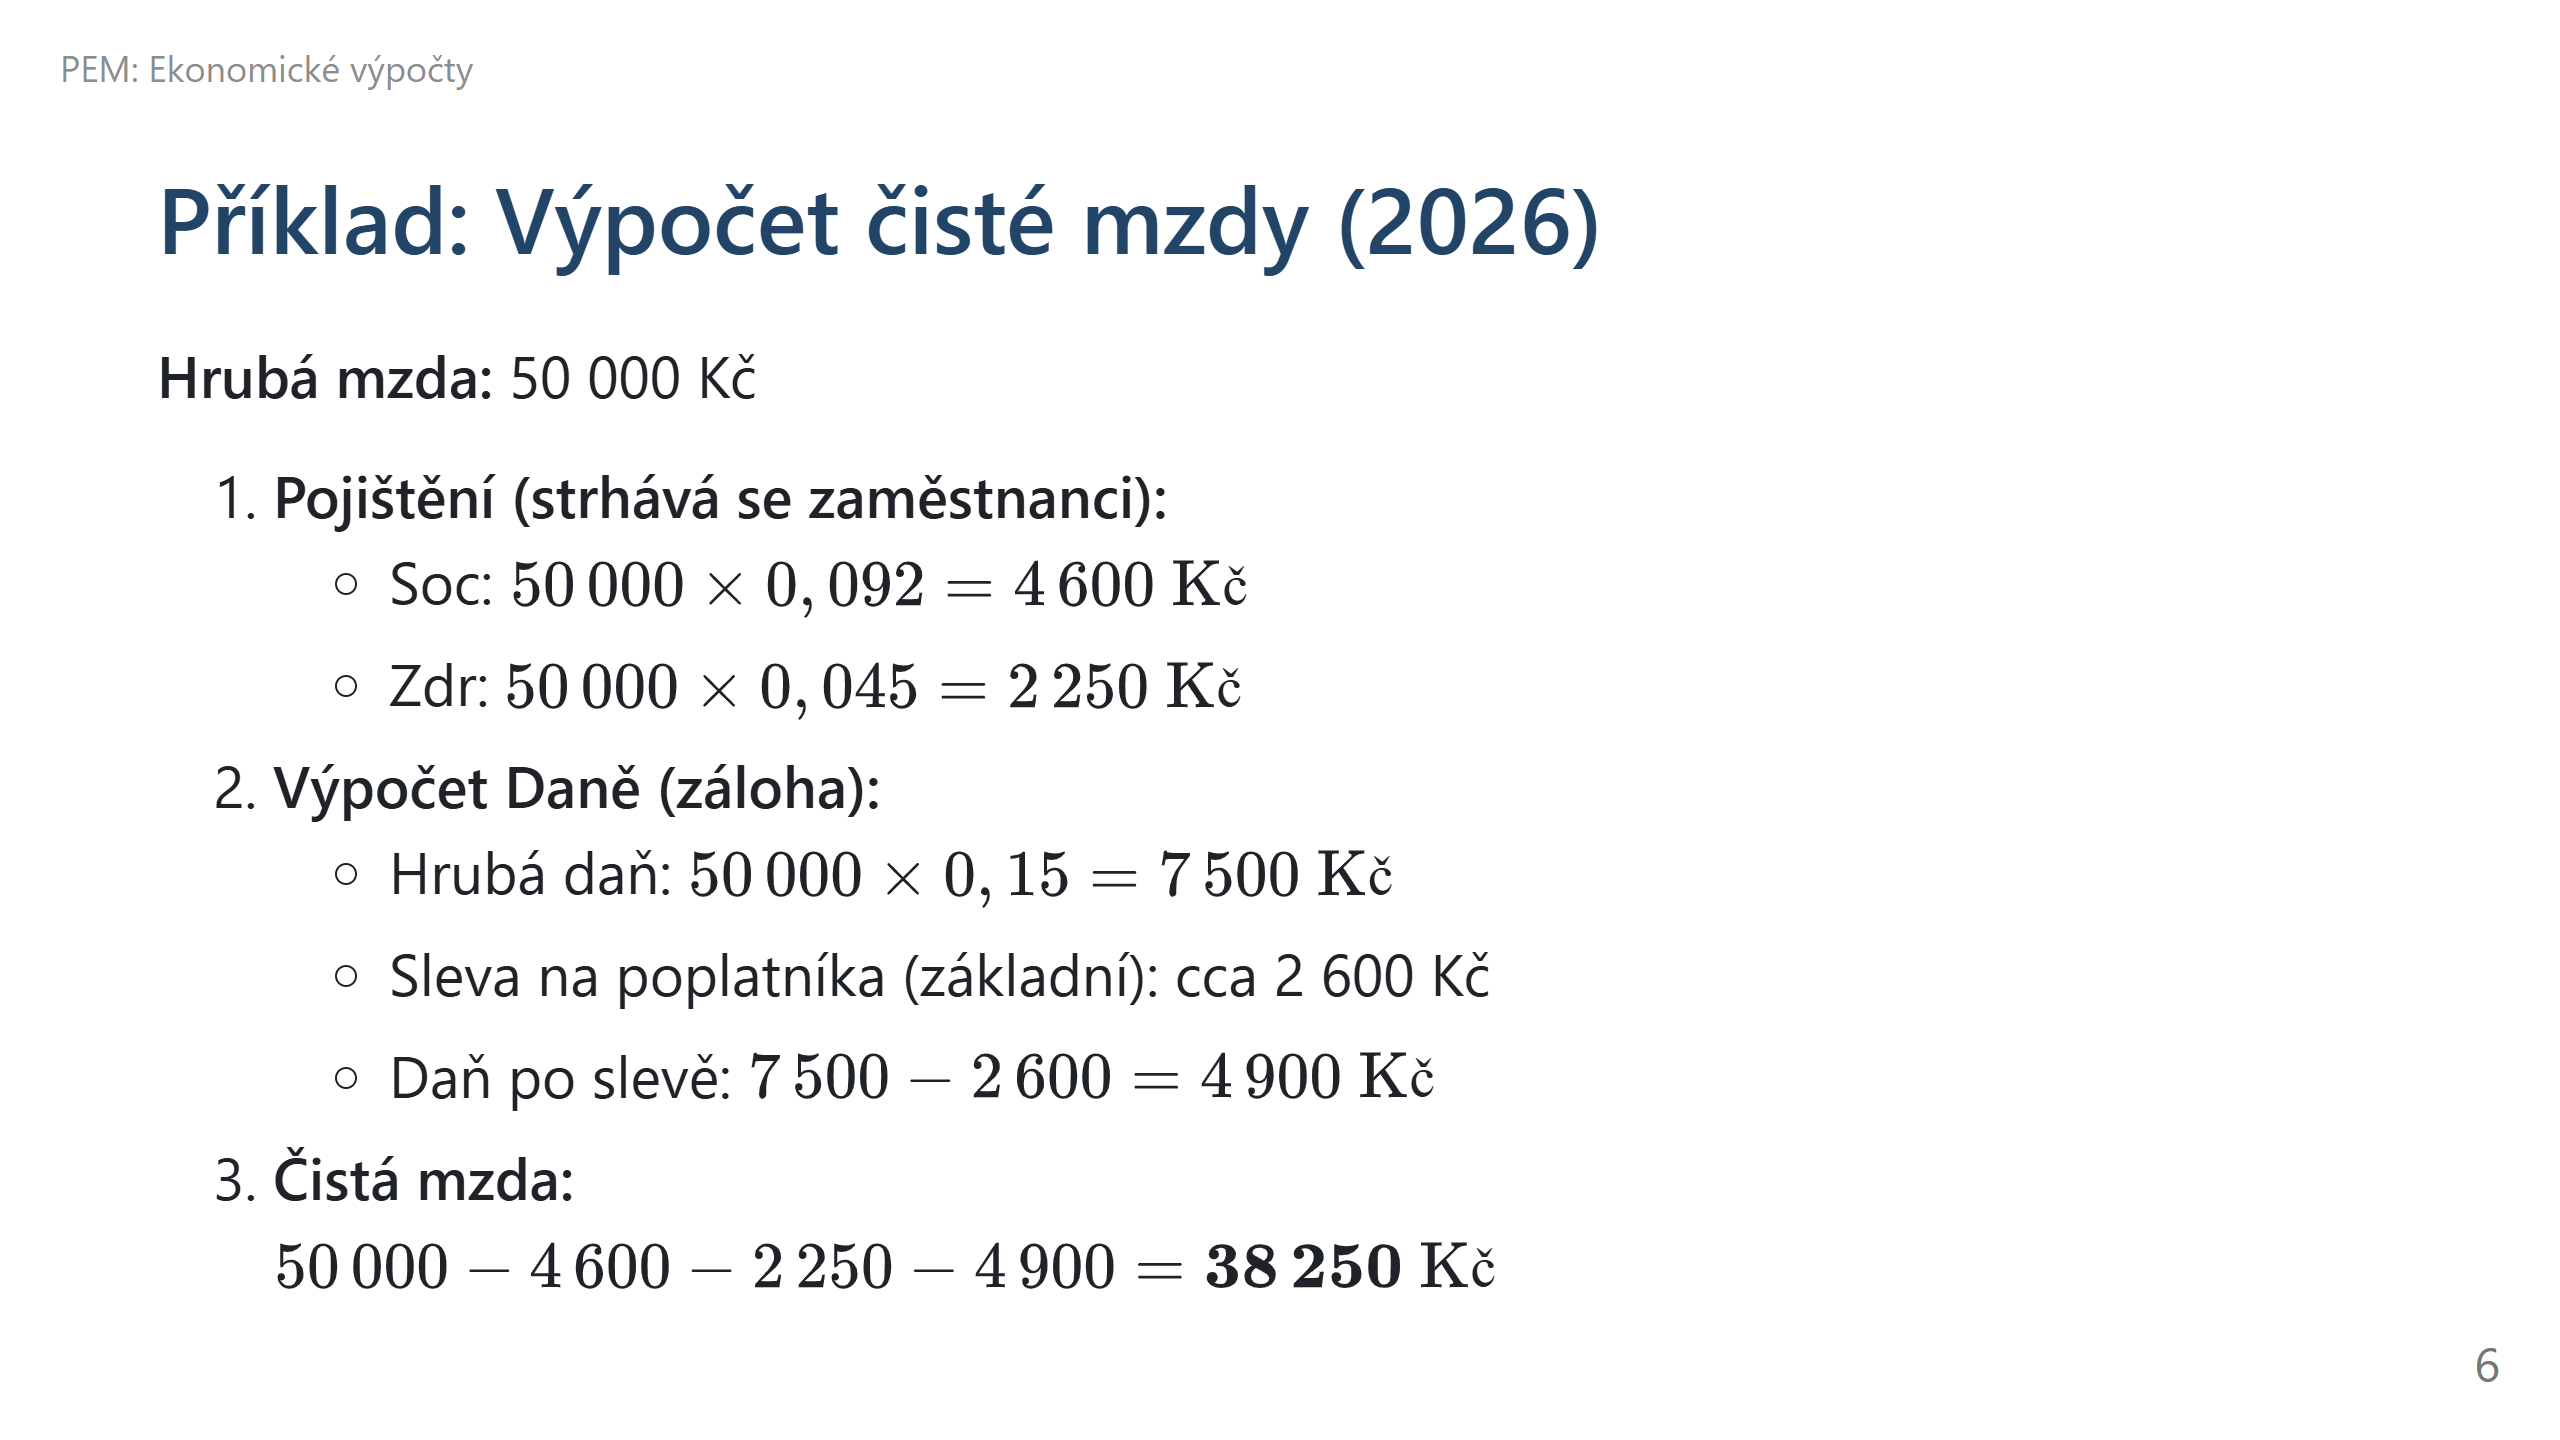 PEM: Ekonomické výpočty
Příklad: Výpočet čisté mzdy (2026)
Hrubá mzda: 50 000 Kč
1. Pojištění (strhává se zaměstnanci):
○ Soc: 50 000 × 0, 092 = 4 600 Kč
○ Zdr: 50 000 × 0, 045 = 2 250 Kč
2. Výpočet Daně (záloha):
○ Hrubá daň: 50 000 × 0, 15 = 7 500 Kč
○ Sleva na poplatníka (základní): cca 2 600 Kč
○ Daň po slevě: 7 500 − 2 600 = 4 900 Kč
3. Čistá mzda:
50 000 − 4 600 − 2 250 − 4 900 = 38 250 Kč
6